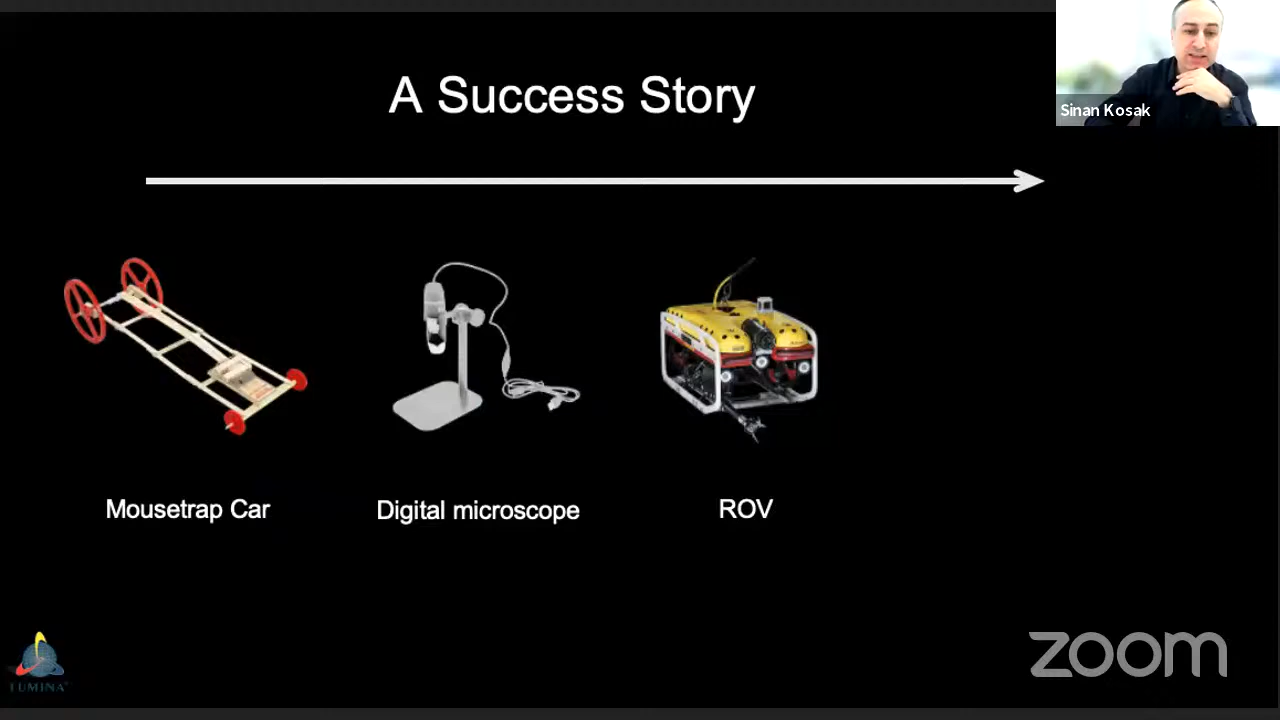 A Success Story
Sinan Kosak
Mousetrap Car
Digital microscope
ROV
LUMINA
zoom